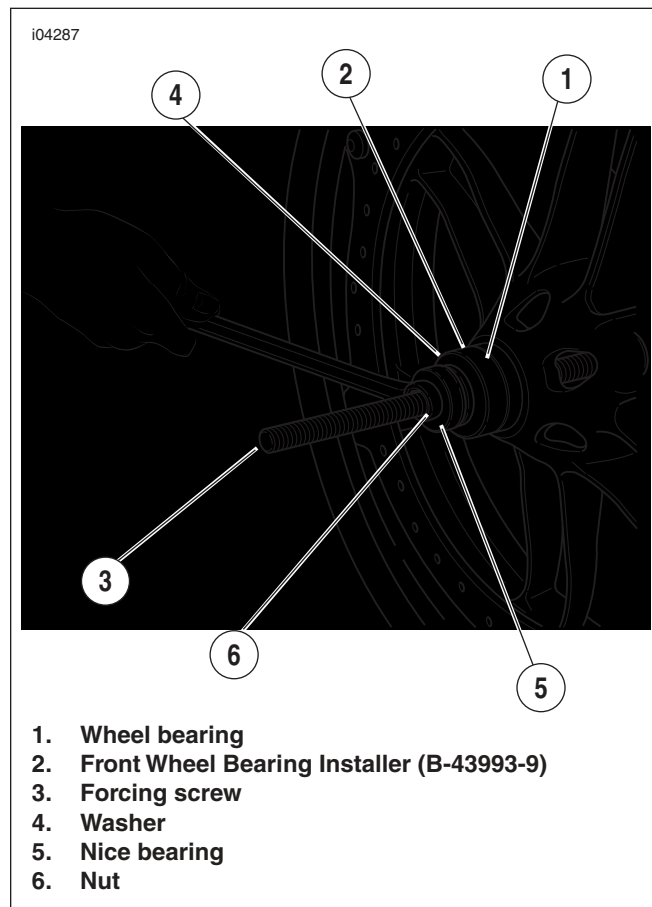 i04287
4
2
1
3
6
5
1. Wheel bearing
2. Front Wheel Bearing Installer (B-43993-9)
3. Forcing screw
4. Washer
5. Nice bearing
6. Nut